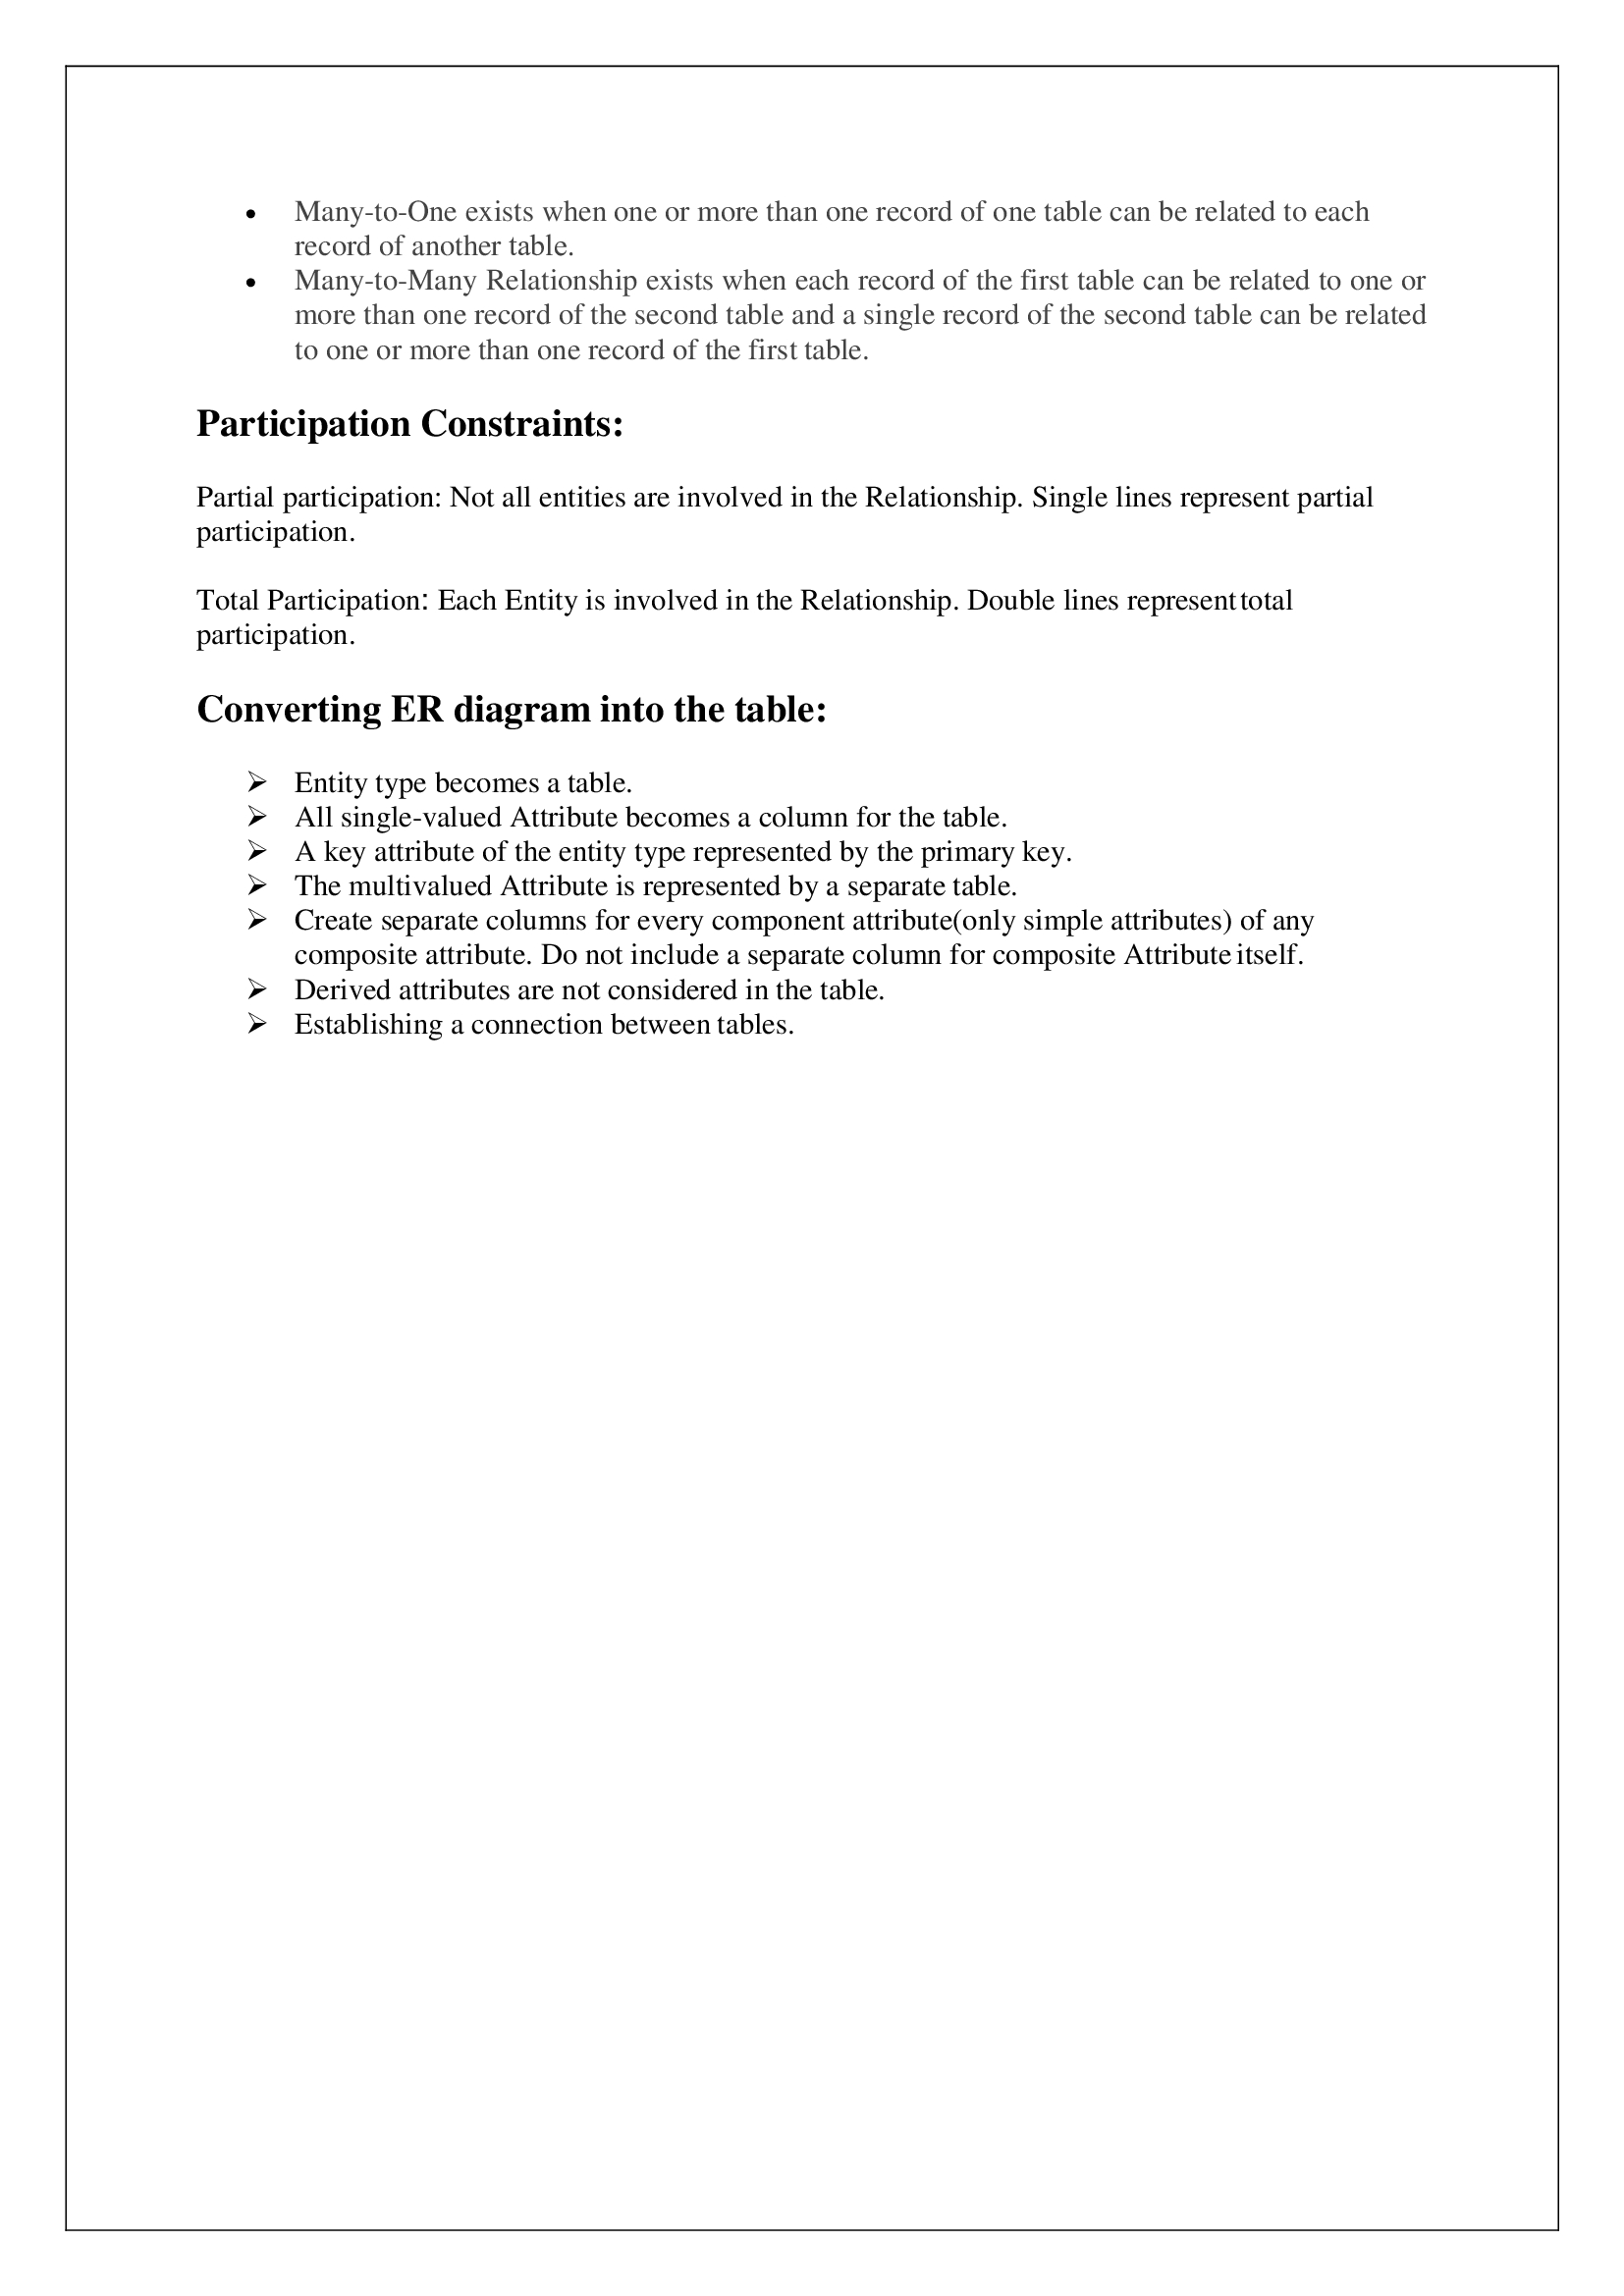 • Many-to-One exists when one or more than one record of one table can be related to each
record of another table.
• Many-to-Many Relationship exists when each record of the first table can be related to one or
more than one record of the second table and a single record of the second table can be related
to one or more than one record of the first table.
Participation Constraints:
Partial participation: Not all entities are involved in the Relationship. Single lines represent partial
participation.
Total Participation: Each Entity is involved in the Relationship. Double lines represent total
participation.
Converting ER diagram into the table:
➢ Entity type becomes a table.
➢ All single-valued Attribute becomes a column for the table.
➢ A key attribute of the entity type represented by the primary key.
➢ The multivalued Attribute is represented by a separate table.
➢ Create separate columns for every component attribute(only simple attributes) of any
composite attribute. Do not include a separate column for composite Attribute itself.
➢ Derived attributes are not considered in the table.
➢ Establishing a connection between tables.